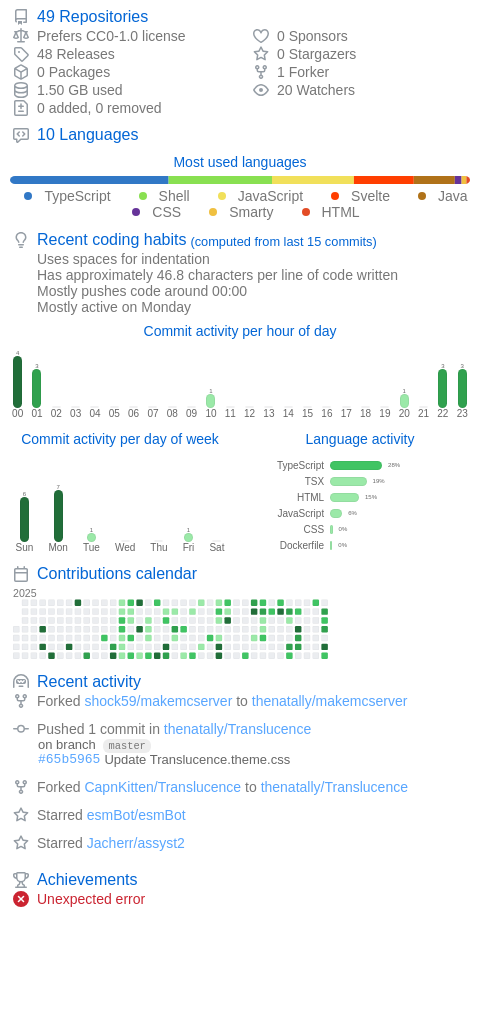 49 Repositories
Prefers CC0-1.0 license
0 Sponsors
48 Releases
0 Stargazers
0 Packages
1 Forker
1.50 GB used
20 Watchers
0 added, 0 removed
10 Languages
Most used languages
TypeScript Shell JavaScript Svelte Java
CSS Smarty HTML
Recent coding habits (computed from last 15 commits)
Uses spaces for indentation
Has approximately 46.8 characters per line of code written
Mostly pushes code around 00:00
Mostly active on Monday
Commit activity per hour of day
4 3 1 1 3 3
00 01 02 03 04 05 06 07 08 09 10 11 12 13 14 15 16 17 18 19 20 21 22 23
Commit activity per day of week
6 7 1 1
Sun Mon Tue Wed Thu Fri Sat
Language activity
TypeScript 28%
TSX 19%
HTML 15%
JavaScript 6%
CSS 0%
Dockerfile 0%
Contributions calendar
2025
Recent activity
Forked shock59/makemcserver to thenatally/makemcserver
Pushed 1 commit in thenatally/Translucence
on branch master
#65b5965 Update Translucence.theme.css
Forked CapnKitten/Translucence to thenatally/Translucence
Starred esmBot/esmBot
Starred Jacherr/assyst2
Achievements
Unexpected error